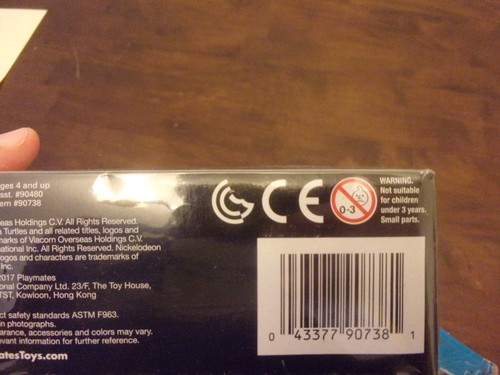 ges 4 and up
sst. #90480
em #90738
eas Holdings C.V. All Rights Reserved.
Turtles and all related titles, logos and
marks of Viacom Overseas Holdings C.V.
national Inc. All Rights Reserved. Nickelodeon
ogos and characters are trademarks of
Inc.
2017 Playmates
onal Company Ltd. 23/F, The Toy House,
TST, Kowloon, Hong Kong
ct safety standards ASTM F963.
n photographs.
arance, accessories and colors may vary.
evant information for further reference.
atesToys.com
CE
0-3
WARNING.
Not suitable
for children
under 3 years.
Small parts.
0 43377 90738 1